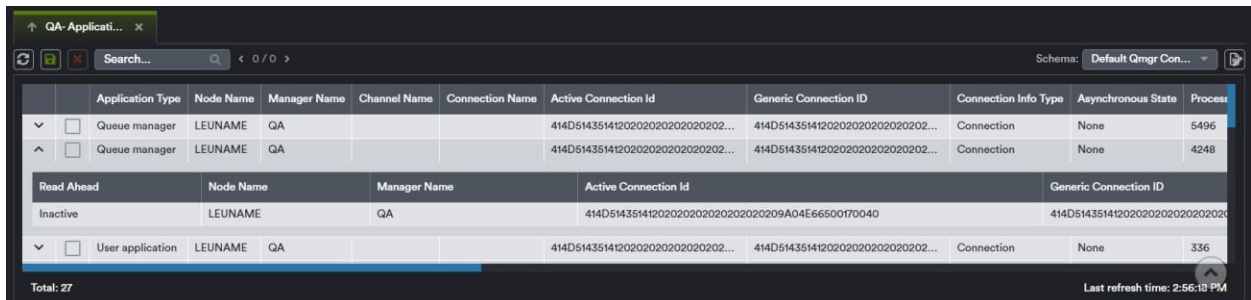 QA- Applicati...
Search... 0/0 Schema: Default Qmgr Con...
Application Type Node Name Manager Name Channel Name Connection Name Active Connection Id Generic Connection ID Connection Info Type Asynchronous State Process
Queue manager LEUNAME QA 414D5143514120202020202020202... 414D5143514120202020202020202... Connection None 5496
Queue manager LEUNAME QA 414D5143514120202020202020202... 414D5143514120202020202020202... Connection None 4248
Read Ahead Node Name Manager Name Active Connection Id Generic Connection ID
Inactive LEUNAME QA 414D51435141202020202020202020209A04E66500170040 414D514351412020202020202020
User application LEUNAME QA 414D5143514120202020202020202... 414D5143514120202020202020202... Connection None 336
Total: 27 Last refresh time: 2:56:18 PM